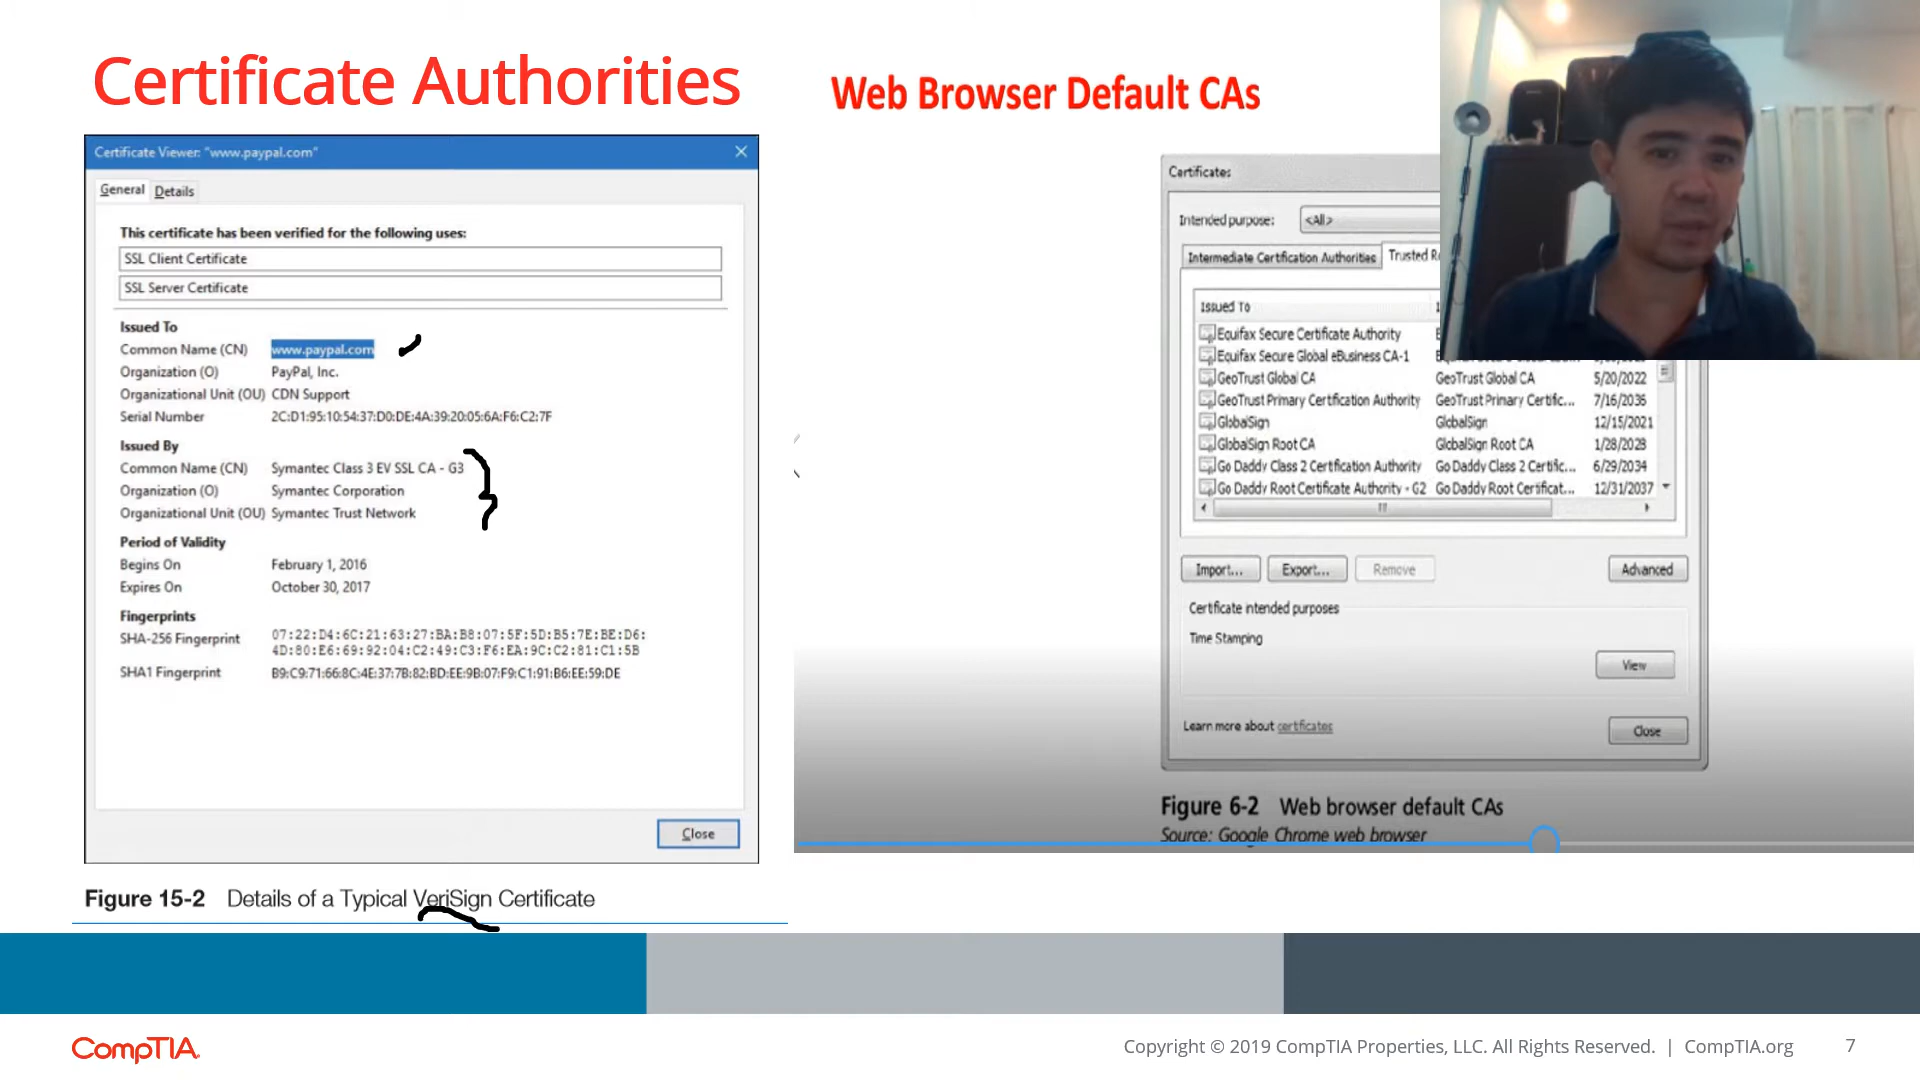 Certificate Authorities
Certificate Viewer: "www.paypal.com"
General Details
This certificate has been verified for the following uses:
SSL Client Certificate
SSL Server Certificate
Issued To
Common Name (CN) www.paypal.com
Organization (O) PayPal, Inc.
Organizational Unit (OU) CDN Support
Serial Number 2C:D1:95:10:54:37:D0:DE:4A:39:20:05:6A:F6:C2:7F
Issued By
Common Name (CN) Symantec Class 3 EV SSL CA - G3
Organization (O) Symantec Corporation
Organizational Unit (OU) Symantec Trust Network
Period of Validity
Begins On February 1, 2016
Expires On October 30, 2017
Fingerprints
SHA-256 Fingerprint 07:22:D4:6C:21:63:27:BA:B8:07:5F:5D:B5:7E:BE:D6:
4D:80:E6:69:92:04:C2:49:C3:F6:EA:9C:C2:81:C1:5B
SHA1 Fingerprint B9:C9:71:66:8C:4E:37:7B:82:BD:EE:9B:07:F9:C1:91:B6:EE:59:DE
Close
Figure 15-2 Details of a Typical VeriSign Certificate
Web Browser Default CAs
Certificates
Intended purpose: <All>
Intermediate Certification Authorities Trusted
Issued To
Equifax Secure Certificate Authority
Equifax Secure Global eBusiness CA-1
GeoTrust Global CA GeoTrust Global CA 5/20/2022
GeoTrust Primary Certification Authority GeoTrust Primary Certific... 7/16/2036
GlobalSign GlobalSign 12/15/2021
GlobalSign Root CA GlobalSign Root CA 1/28/2028
Go Daddy Class 2 Certification Authority Go Daddy Class 2 Certific... 6/29/2034
Go Daddy Root Certificate Authority - G2 Go Daddy Root Certificat... 12/31/2037
Import... Export... Remove Advanced
Certificate intended purposes
Time Stamping
View
Learn more about certificates
Close
Figure 6-2 Web browser default CAs
Source: Google Chrome web browser
CompTIA.
Copyright © 2019 CompTIA Properties, LLC. All Rights Reserved. | CompTIA.org 7